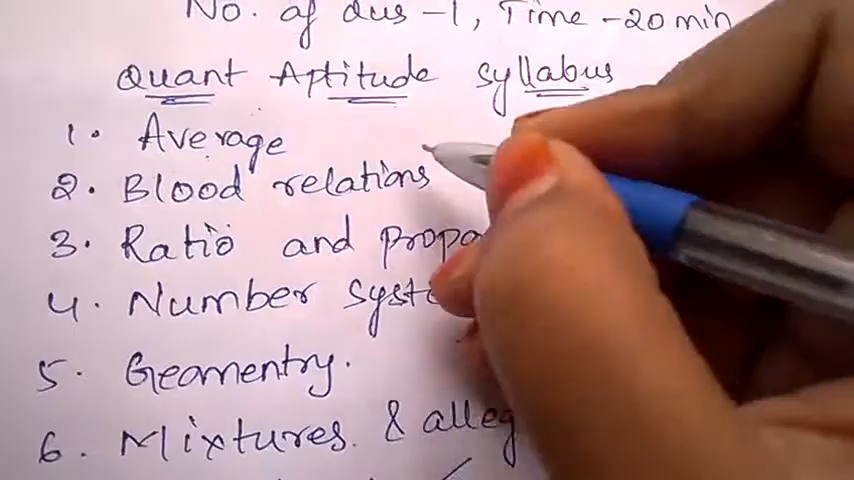 No. of dus - 1, Time - 20 min
Quant Aptitude syllabus
1. Average
2. Blood relations
3. Ratio and propo
4. Number syste
5. Geomentry.
6. Mixtures. & alleg